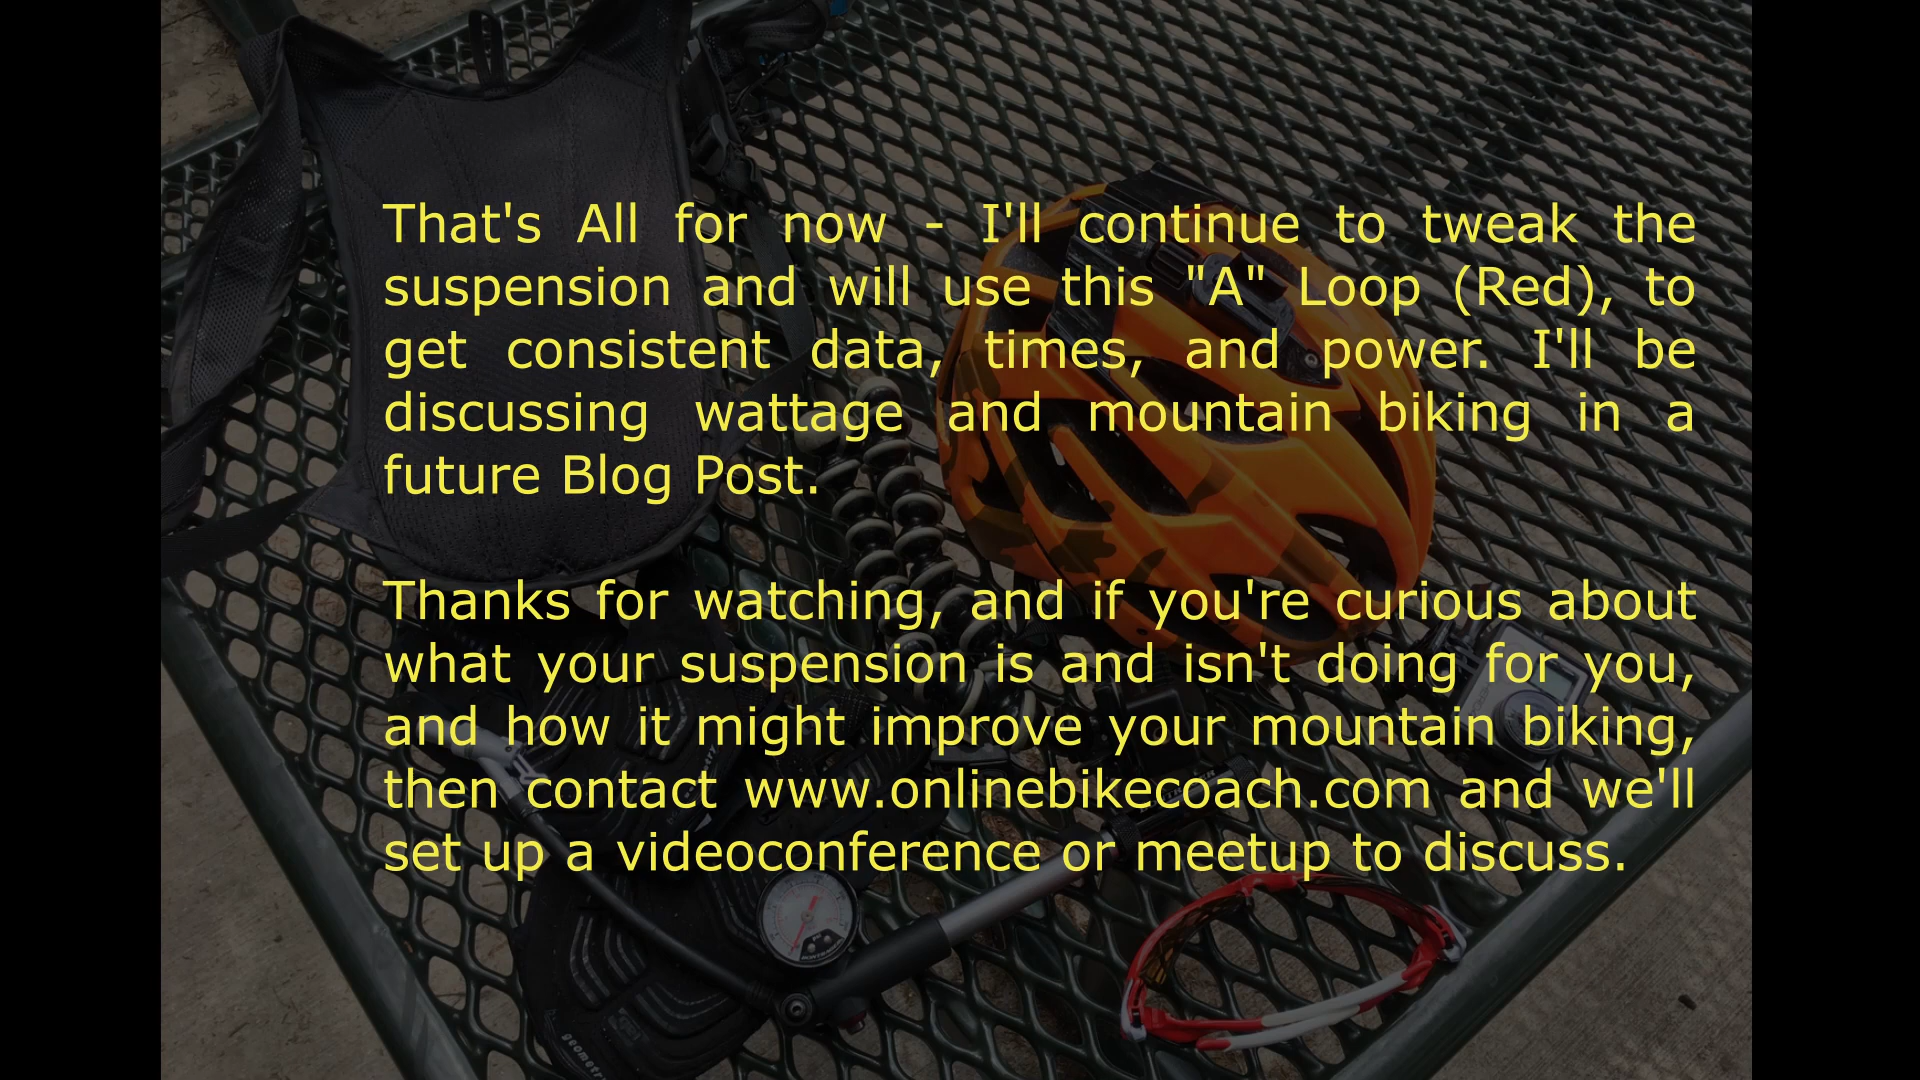 That's All for now - I'll continue to tweak the
suspension and will use this "A" Loop (Red), to
get consistent data, times, and power. I'll be
discussing wattage and mountain biking in a
future Blog Post.
Thanks for watching, and if you're curious about
what your suspension is and isn't doing for you,
and how it might improve your mountain biking,
then contact www.onlinebikecoach.com and we'll
set up a videoconference or meetup to discuss.
geometry